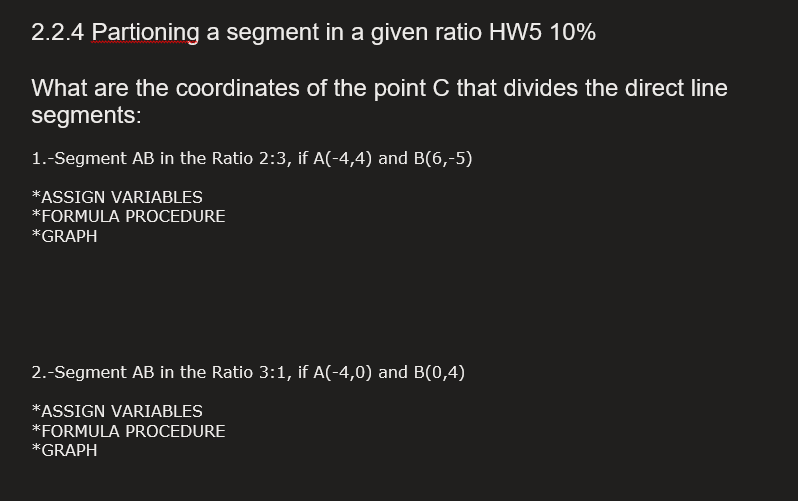 2.2.4 Partioning a segment in a given ratio HW5 10%
What are the coordinates of the point C that divides the direct line
segments:
1.-Segment AB in the Ratio 2:3, if A(-4,4) and B(6,-5)
*ASSIGN VARIABLES
*FORMULA PROCEDURE
*GRAPH
2.-Segment AB in the Ratio 3:1, if A(-4,0) and B(0,4)
*ASSIGN VARIABLES
*FORMULA PROCEDURE
*GRAPH